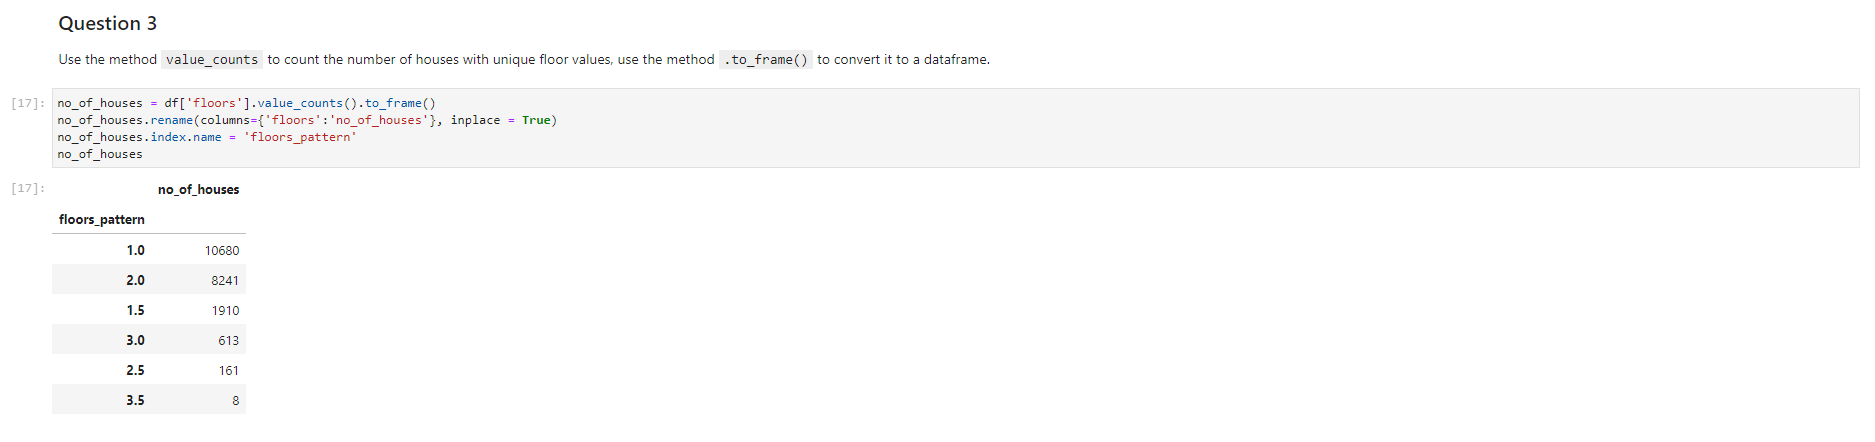 Question 3
Use the method value_counts to count the number of houses with unique floor values, use the method .to_frame() to convert it to a dataframe.
[17]: no_of_houses = df['floors'].value_counts().to_frame()
no_of_houses.rename(columns={'floors':'no_of_houses'}, inplace = True)
no_of_houses.index.name = 'floors_pattern'
no_of_houses
[17]: no_of_houses
floors_pattern
1.0 10680
2.0 8241
1.5 1910
3.0 613
2.5 161
3.5 8